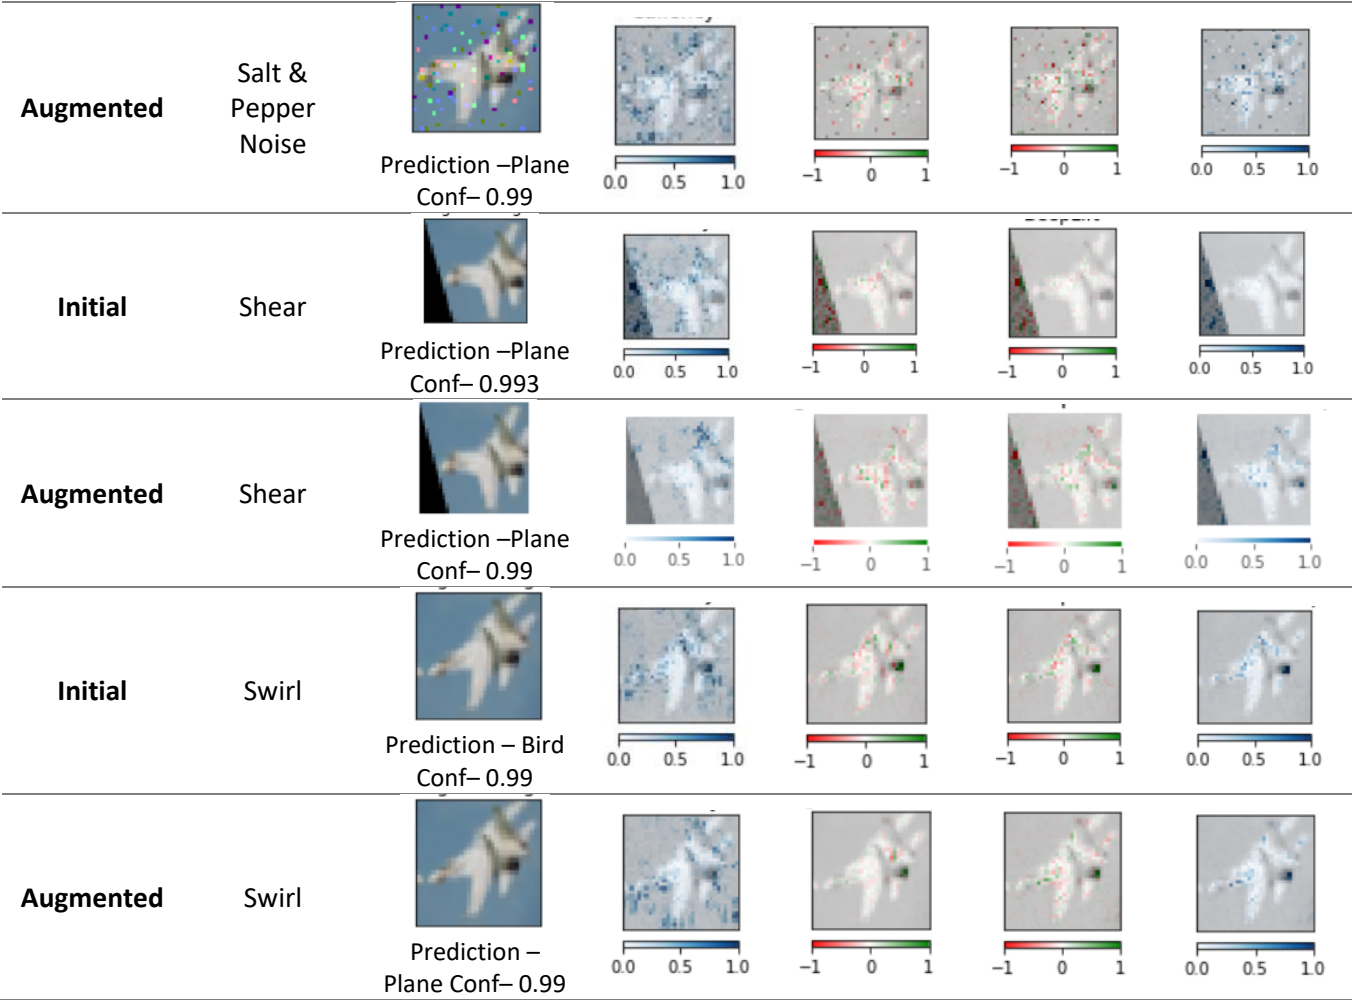 Augmented
Salt &
Pepper
Noise
Prediction –Plane
Conf– 0.99
0.0 0.5 1.0
−1 0 1
−1 0 1
0.0 0.5 1.0
Initial
Shear
Prediction –Plane
Conf– 0.993
0.0 0.5 1.0
−1 0 1
−1 0 1
0.0 0.5 1.0
Augmented
Shear
Prediction –Plane
Conf– 0.99
0.0 0.5 1.0
−1 0 1
−1 0 1
0.0 0.5 1.0
Initial
Swirl
Prediction – Bird
Conf– 0.99
0.0 0.5 1.0
−1 0 1
−1 0 1
0.0 0.5 1.0
Augmented
Swirl
Prediction –
Plane Conf– 0.99
0.0 0.5 1.0
−1 0 1
−1 0 1
0.0 0.5 1.0